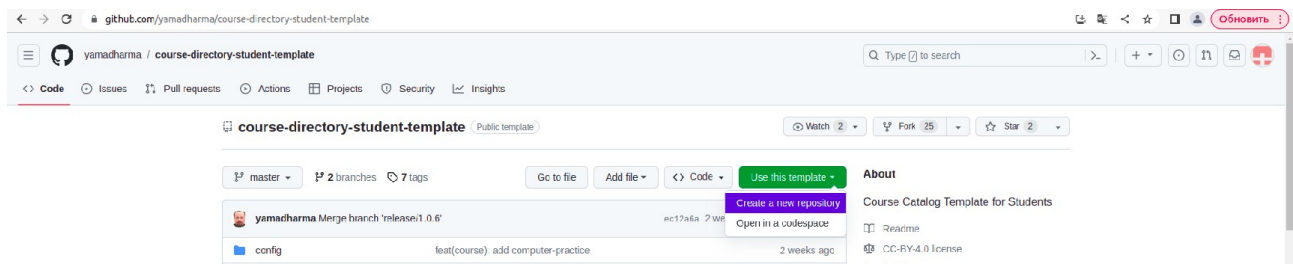 github.com/yamadharma/course-directory-student-template
Обновить
yamadharma / course-directory-student-template
Type / to search
Code Issues Pull requests Actions Projects Security Insights
course-directory-student-template Public template Watch 2 Fork 25 Star 2
master 2 branches 7 tags Go to file Add file Code Use this template About
Create a new repository
Course Catalog Template for Students
yamadharma Merge branch 'release/1.0.6' ec12a6a 2 we
Open in a codespace
Readme
config feat(course): add computer-practice 2 weeks ago
CC-BY-4.0 license